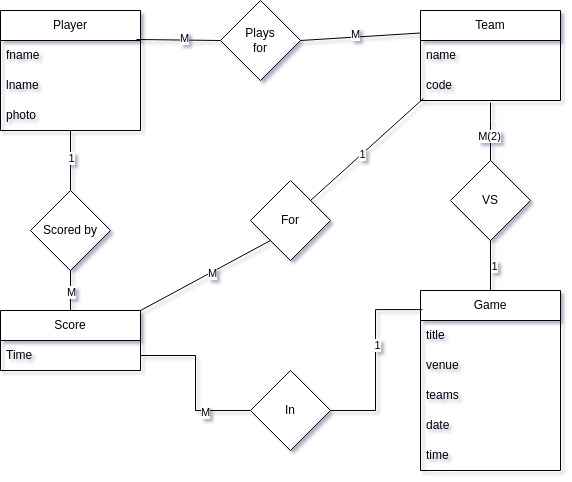 Player
fname
lname
photo
M
Plays
for
M
Team
name
code
1
Scored by
M
1
For
M
M(2)
VS
1
Score
Time
M
In
1
Game
title
venue
teams
date
time